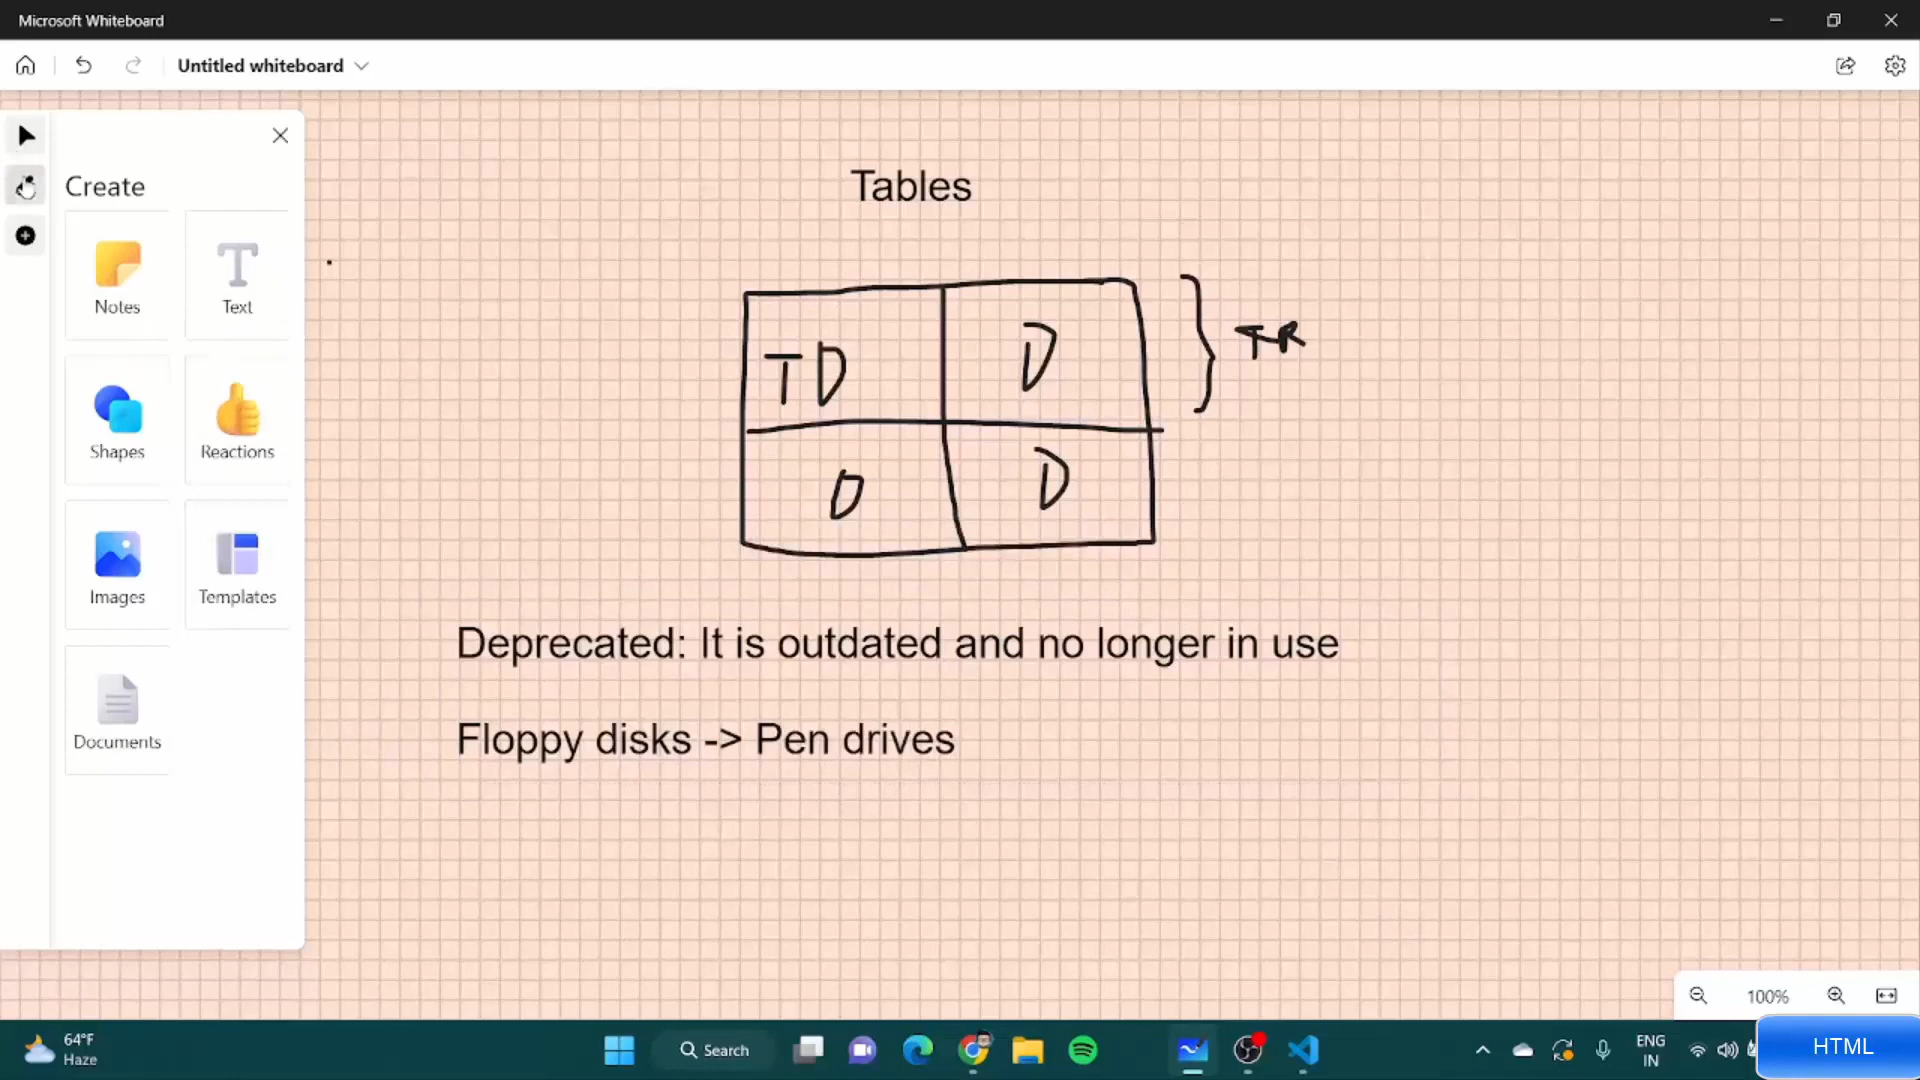 Microsoft Whiteboard
Untitled whiteboard
Create
Notes
Text
Shapes
Reactions
Images
Templates
Documents
Tables
TD
D
TR
D
D
Deprecated: It is outdated and no longer in use
Floppy disks -> Pen drives
100%
64°F
Haze
Search
ENG
IN
HTML